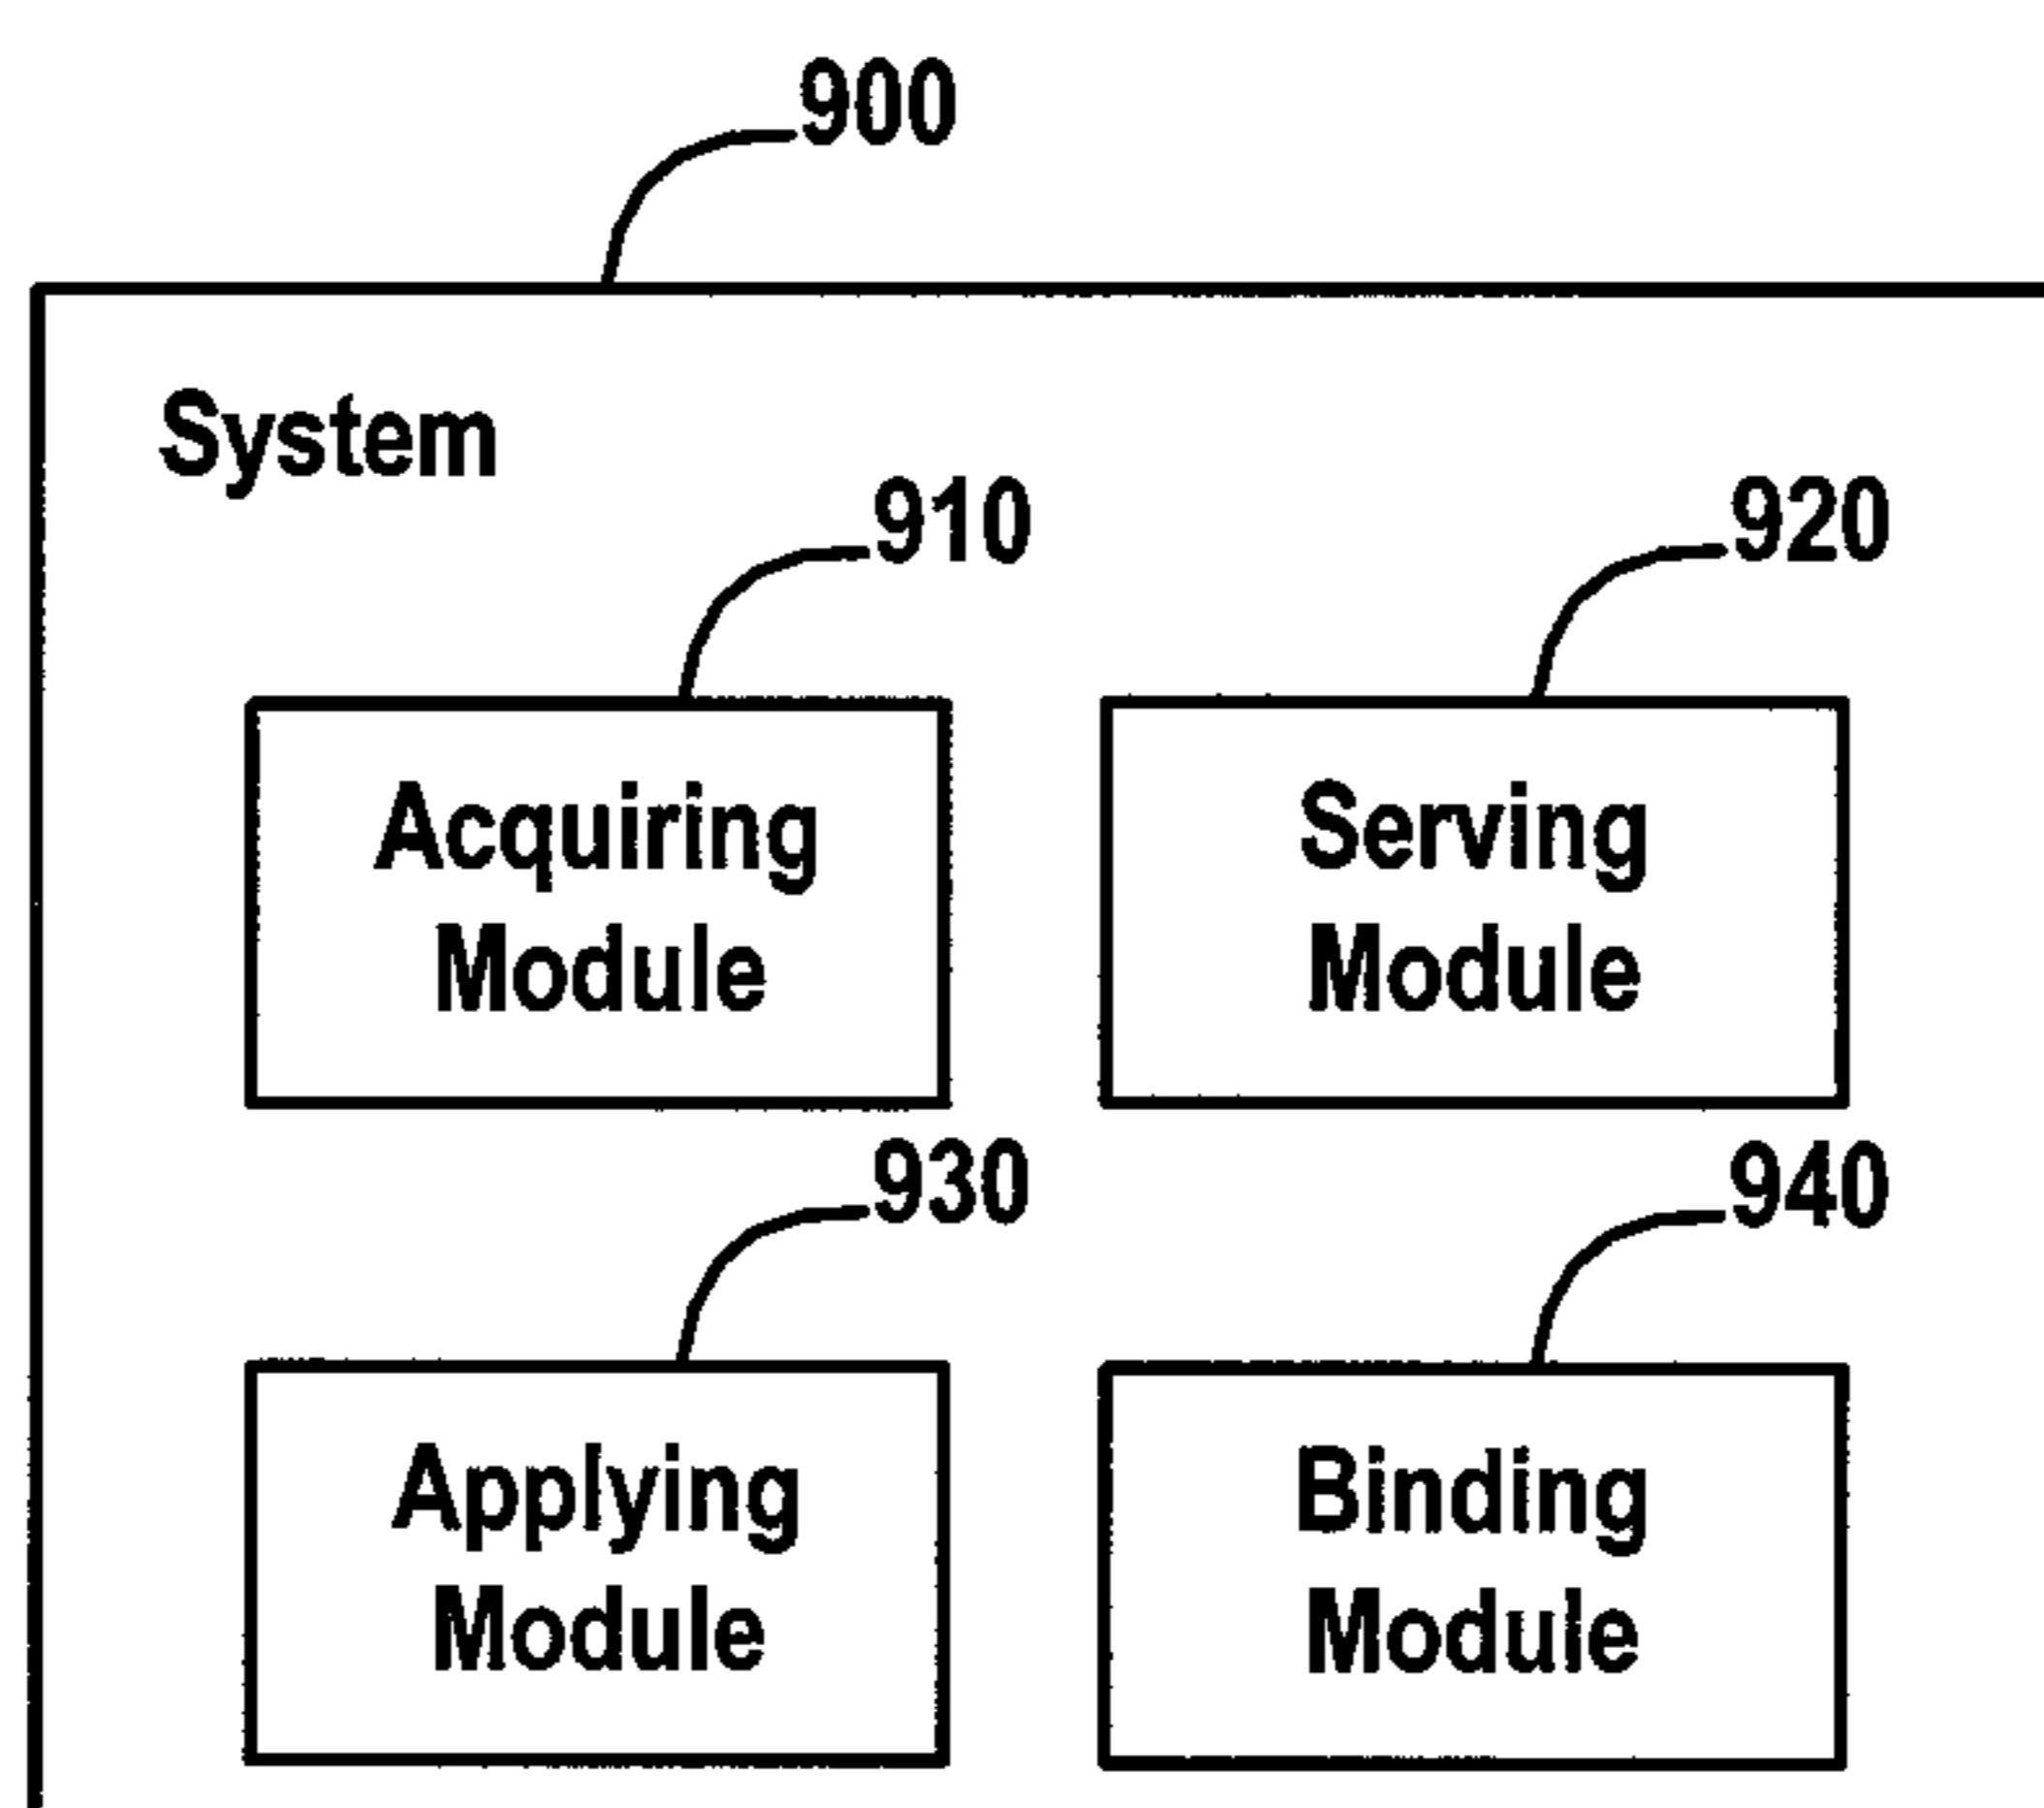 900
System
910
920
Acquiring
Module
Serving
Module
930
940
Applying
Module
Binding
Module